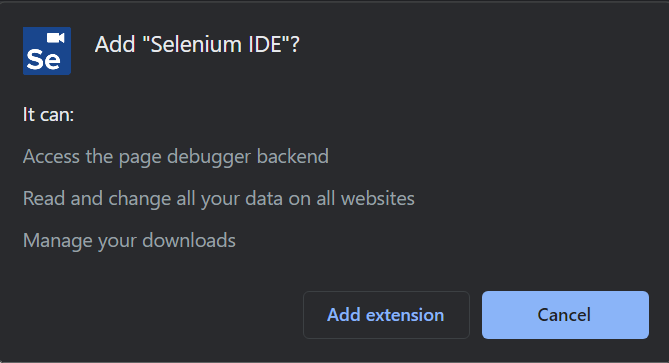 Se
Add "Selenium IDE"?
It can:
Access the page debugger backend
Read and change all your data on all websites
Manage your downloads
Add extension
Cancel